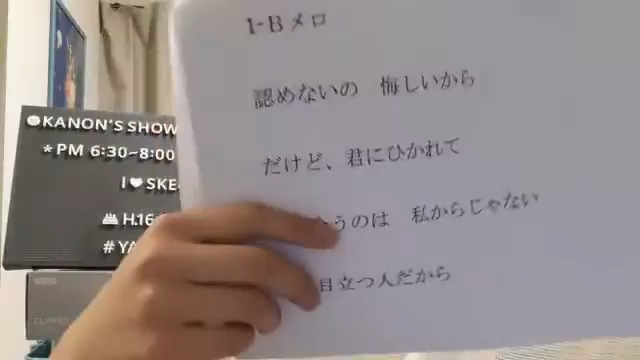 1-Bメロ
認めないの 悔しいから
だけど、君にひかれて
うのは 私からじゃない
目立つ人だから
KANON'S SHOW
*PM 6:30~8:00
I♥SKE
H.16
#YA